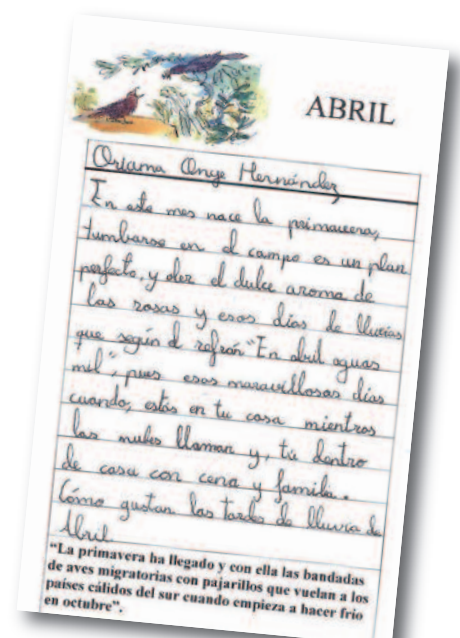 ABRIL
Oriama Onge Hernández
En este mes nace la primavera,
tumbarse en el campo es un plan
perfecto. y oler el dulce aroma de
las rosas y esos días de lluvias
que según el refrán "En abril aguas
mil", pues esos maravillosos días
cuando, estás en tu casa mientras
las nubes llaman y, tú dentro
de casa con cena y familia.
Cómo gustan las tardes de lluvia de
Abril.
"La primavera ha llegado y con ella las bandadas
de aves migratorias con pajarillos que vuelan a los
países cálidos del sur cuando empieza a hacer frío
en octubre".